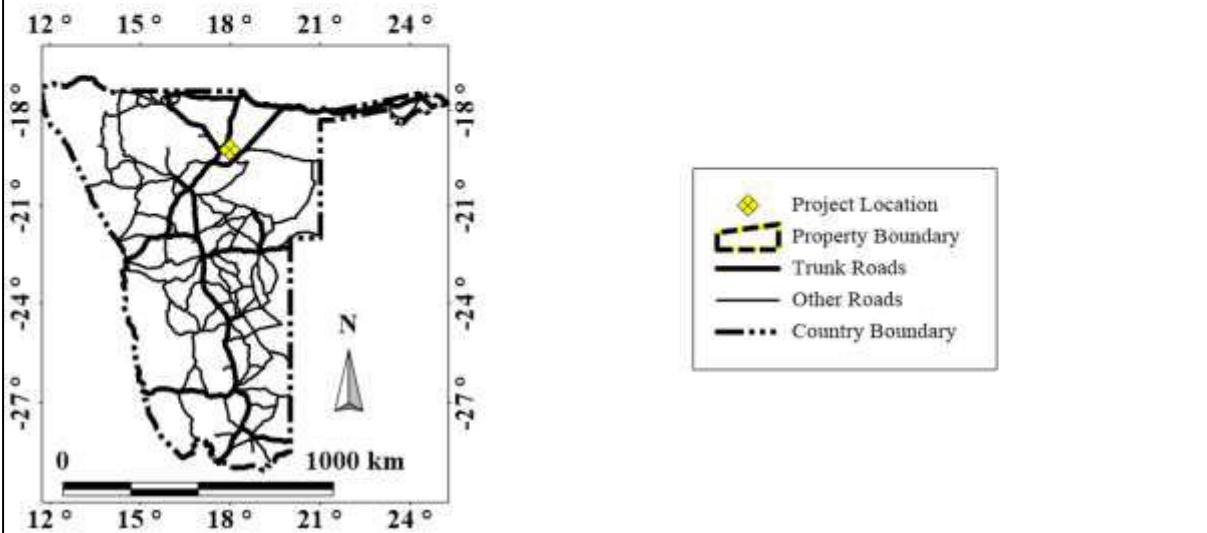 12 ° 15 ° 18 ° 21 ° 24 °
-18 ° -18 °
-21 ° -21 °
-24 ° -24 °
-27 ° -27 °
N
0 1000 km
12 ° 15 ° 18 ° 21 ° 24 °
Project Location
Property Boundary
Trunk Roads
Other Roads
Country Boundary